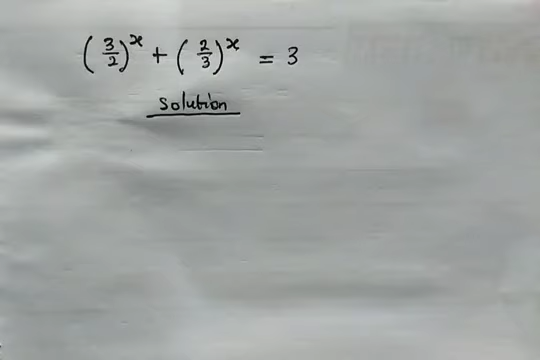 (3/2)^x + (2/3)^x = 3
Solution